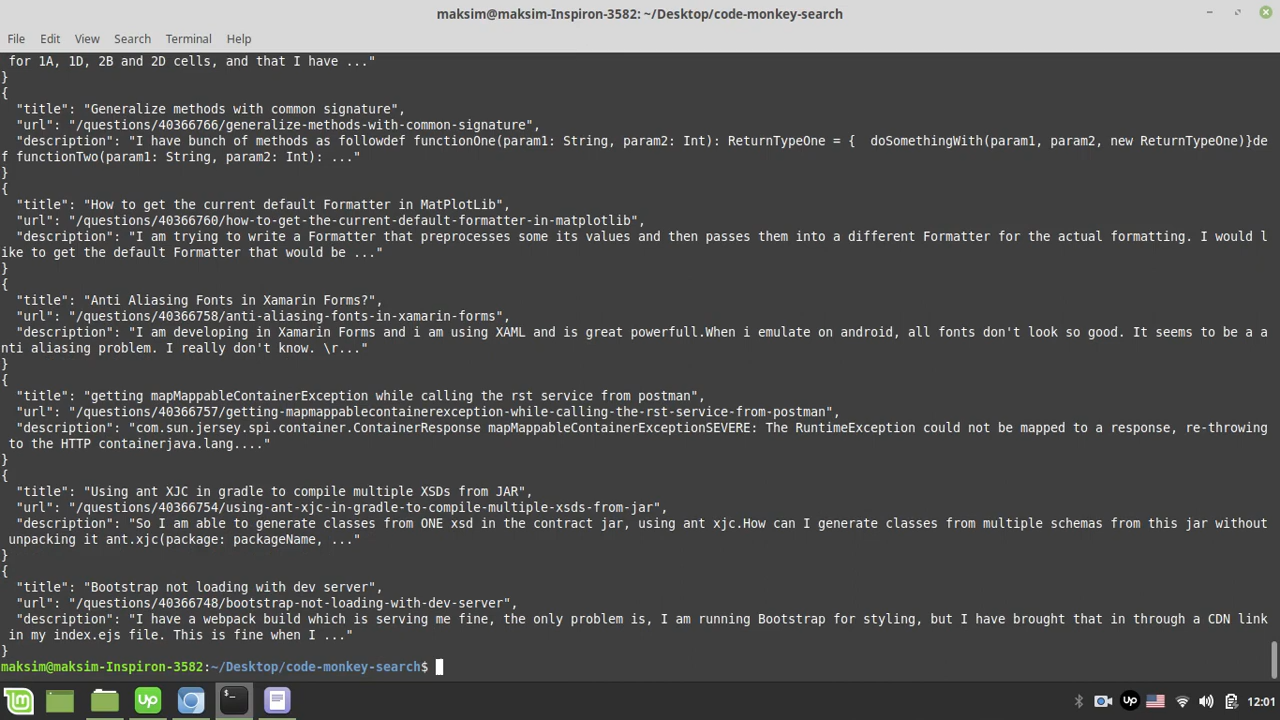 maksim@maksim-Inspiron-3582: ~/Desktop/code-monkey-search
File Edit View Search Terminal Help
 for 1A, 1D, 2B and 2D cells, and that I have ..."
}
{
  "title": "Generalize methods with common signature",
  "url": "/questions/40366766/generalize-methods-with-common-signature",
  "description": "I have bunch of methods as followdef functionOne(param1: String, param2: Int): ReturnTypeOne = {  doSomethingWith(param1, param2, new ReturnTypeOne)}de
f functionTwo(param1: String, param2: Int): ..."
}
{
  "title": "How to get the current default Formatter in MatPlotLib",
  "url": "/questions/40366760/how-to-get-the-current-default-formatter-in-matplotlib",
  "description": "I am trying to write a Formatter that preprocesses some its values and then passes them into a different Formatter for the actual formatting. I would l
ike to get the default Formatter that would be ..."
}
{
  "title": "Anti Aliasing Fonts in Xamarin Forms?",
  "url": "/questions/40366758/anti-aliasing-fonts-in-xamarin-forms",
  "description": "I am developing in Xamarin Forms and i am using XAML and is great powerfull.When i emulate on android, all fonts don't look so good. It seems to be a a
nti aliasing problem. I really don't know. \r..."
}
{
  "title": "getting mapMappableContainerException while calling the rst service from postman",
  "url": "/questions/40366757/getting-mapmappablecontainerexception-while-calling-the-rst-service-from-postman",
  "description": "com.sun.jersey.spi.container.ContainerResponse mapMappableContainerExceptionSEVERE: The RuntimeException could not be mapped to a response, re-throwing
 to the HTTP containerjava.lang...."
}
{
  "title": "Using ant XJC in gradle to compile multiple XSDs from JAR",
  "url": "/questions/40366754/using-ant-xjc-in-gradle-to-compile-multiple-xsds-from-jar",
  "description": "So I am able to generate classes from ONE xsd in the contract jar, using ant xjc.How can I generate classes from multiple schemas from this jar without
 unpacking it ant.xjc(package: packageName, ..."
}
{
  "title": "Bootstrap not loading with dev server",
  "url": "/questions/40366748/bootstrap-not-loading-with-dev-server",
  "description": "I have a webpack build which is serving me fine, the only problem is, I am running Bootstrap for styling, but I have brought that in through a CDN link
 in my index.ejs file. This is fine when I ..."
}
maksim@maksim-Inspiron-3582:~/Desktop/code-monkey-search$
Up $_ Up 12:01